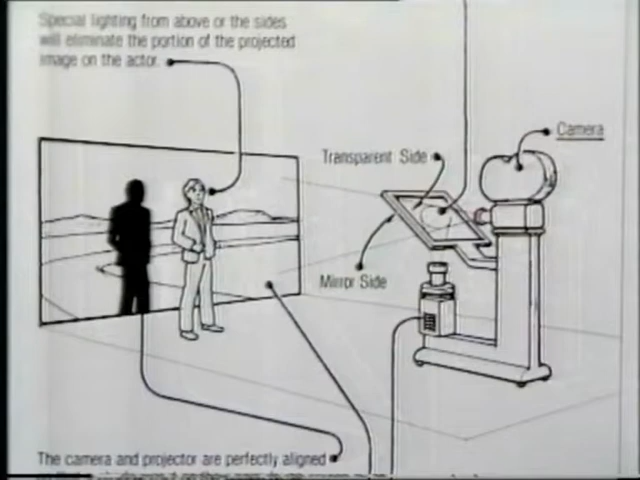 Special lighting from above or the sides
will eliminate the portion of the projected
image on the actor.
Camera
Transparent Side
Mirror Side
The camera and projector are perfectly aligned